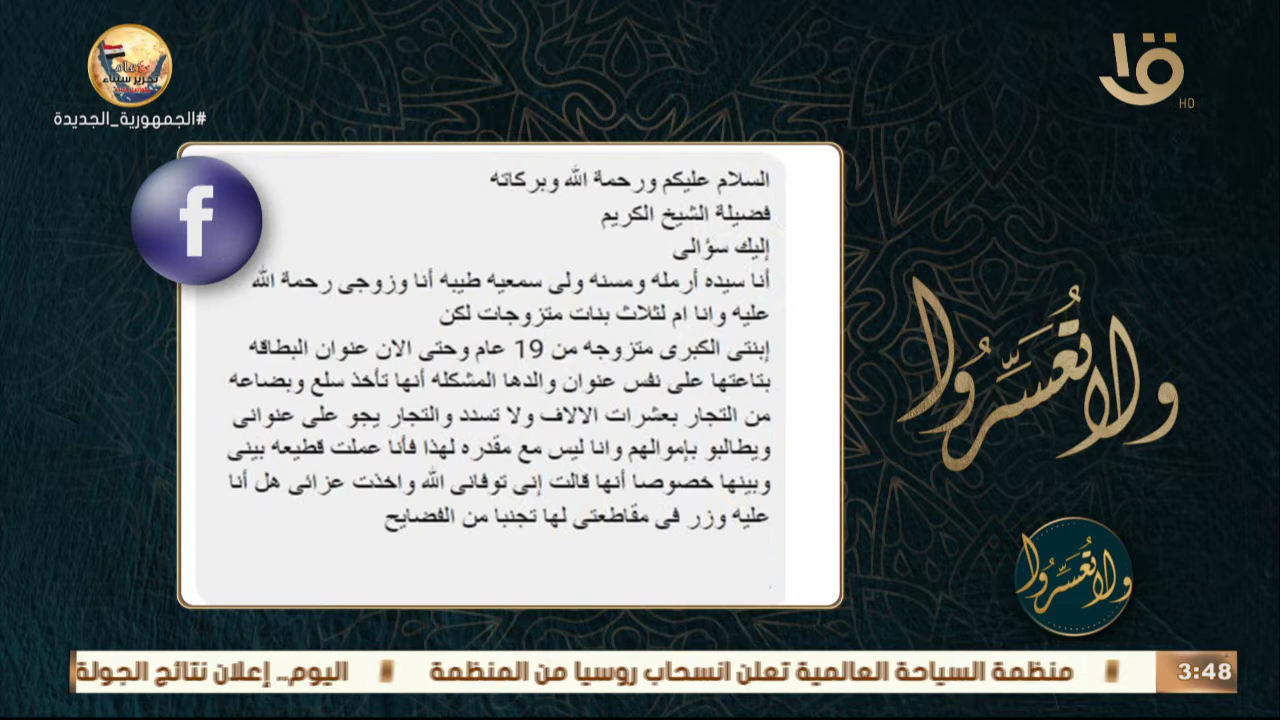 #الجمهورية_الجديدة
HD
السلام عليكم ورحمة الله وبركاته
فضيلة الشيخ الكريم
إليك سؤالى
أنا سيده أرمله ومسنه ولى سمعيه طيبه أنا وزوجى رحمة الله
عليه وانا ام لثلاث بنات متزوجات لكن
إبنتى الكبرى متزوجه من 19 عام وحتى الان عنوان البطاقه
بتاعتها على نفس عنوان والدها المشكله أنها تأخذ سلع وبضاعه
من التجار بعشرات الالاف ولا تسدد والتجار يجو على عنوانى
ويطالبو بإموالهم وانا ليس مع مقدره لهذا فأنا عملت قطيعه بينى
وبينها خصوصا أنها قالت إنى توفانى الله واخذت عزائى هل أنا
عليه وزر فى مقاطعتى لها تجنبا من الفضايح
ولا تعسروا
ولا تعسروا
3:48 منظمة السياحة العالمية تعلن انسحاب روسيا من المنظمة اليوم.. إعلان نتائج الجولة